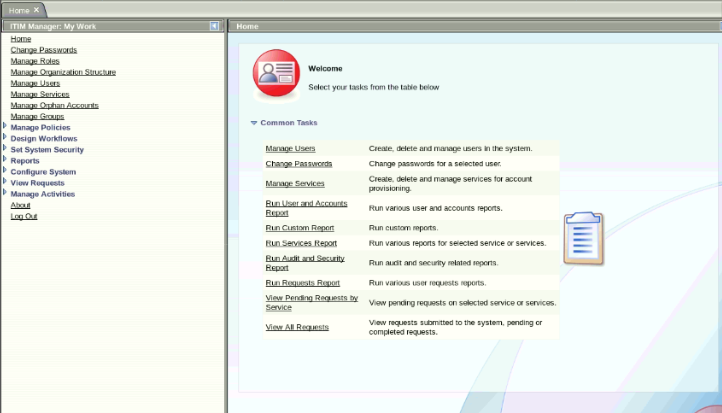 Home
ITIM Manager: My Work
Home
Change Passwords
Manage Roles
Manage Organization Structure
Manage Users
Manage Services
Manage Orphan Accounts
Manage Groups
Manage Policies
Design Workflows
Set System Security
Reports
Configure System
View Requests
Manage Activities
About
Log Out
Home
Welcome
Select your tasks from the table below
Common Tasks
Manage Users Create, delete and manage users in the system.
Change Passwords Change passwords for a selected user.
Manage Services Create, delete and manage services for account
provisioning.
Run User and Accounts
Report Run various user and accounts reports.
Run Custom Report Run custom reports.
Run Services Report Run various reports for selected service or services.
Run Audit and Security
Report Run audit and security related reports.
Run Requests Report Run various user requests reports.
View Pending Requests by
Service View pending requests on selected service or services.
View All Requests View requests submitted to the system, pending or
completed requests.